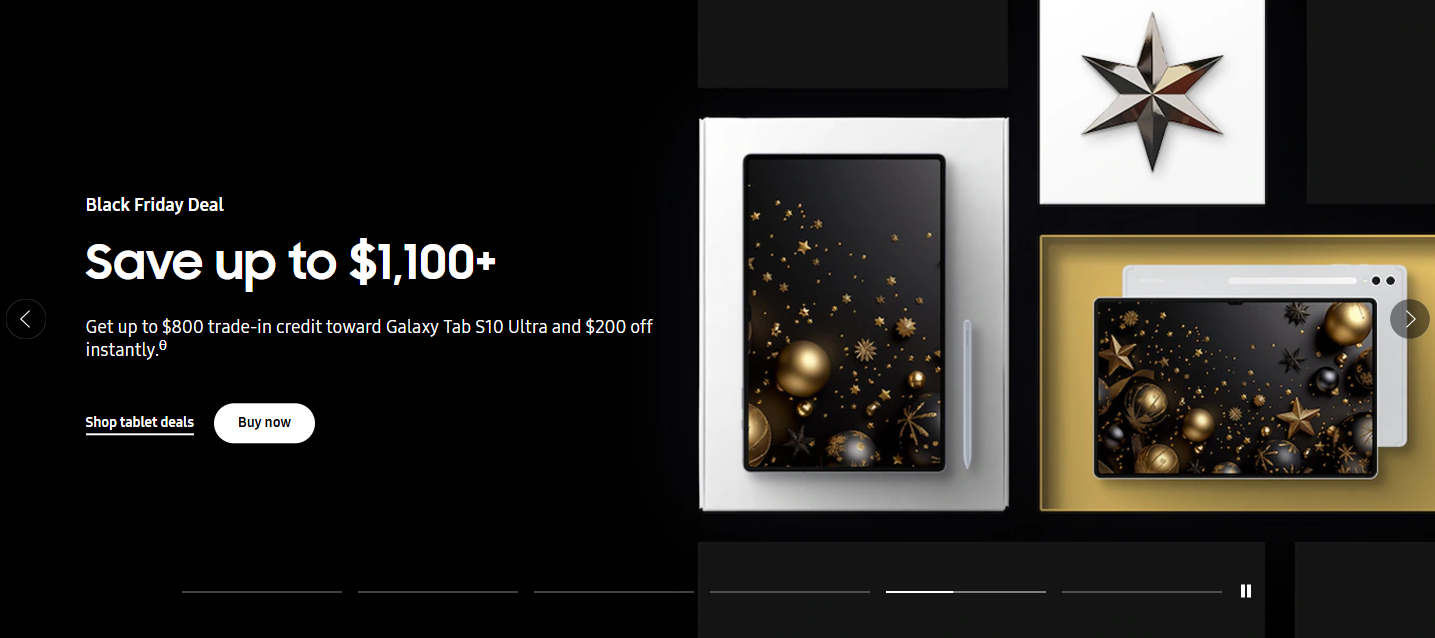 Black Friday Deal
Save up to $1,100+
Get up to $800 trade-in credit toward Galaxy Tab S10 Ultra and $200 off
instantly.θ
Shop tablet deals
Buy now